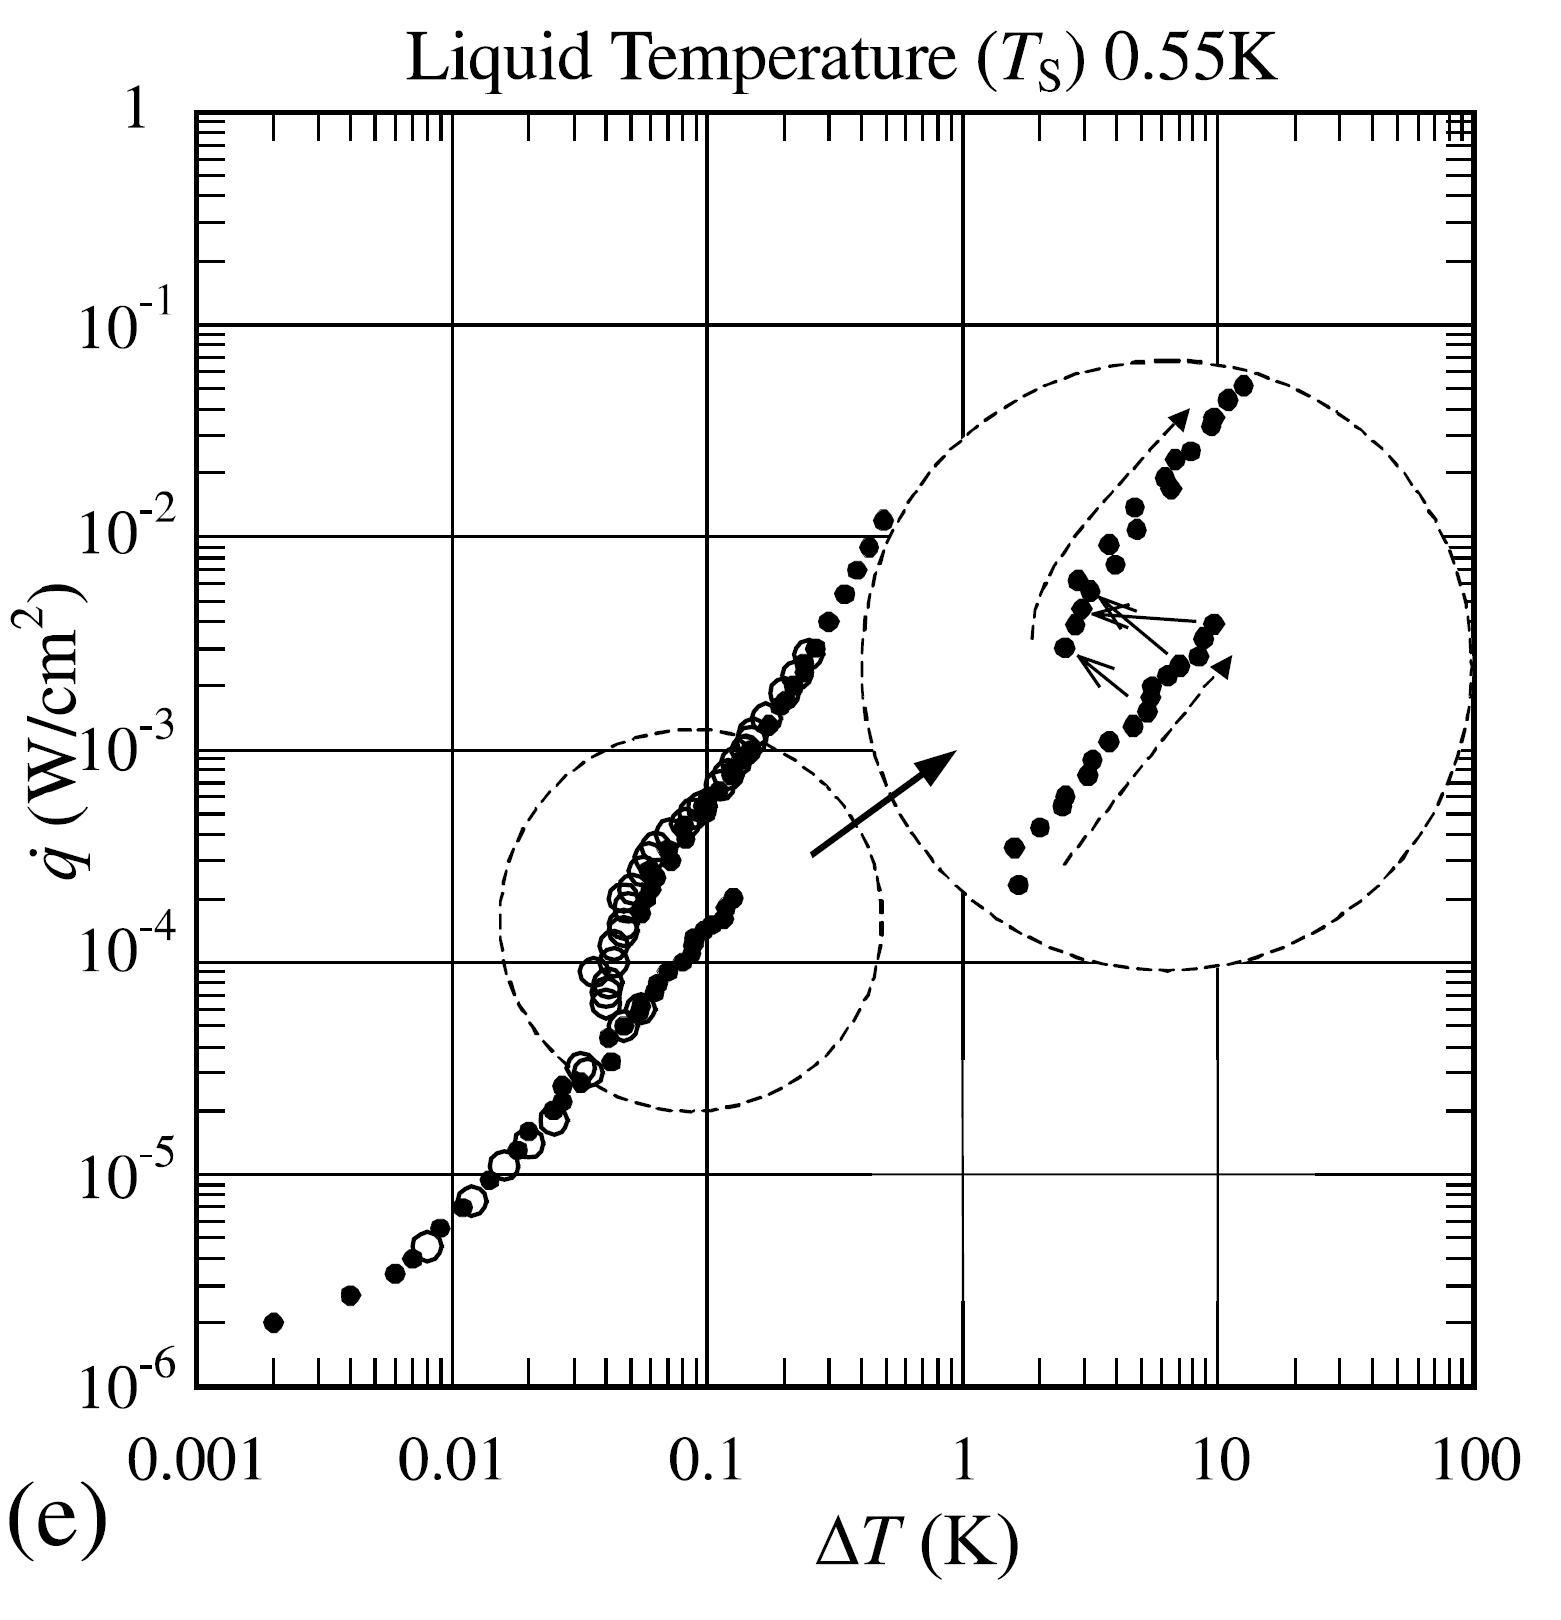 Liquid Temperature (T_S) 0.55K
1
10^-1
10^-2
10^-3
10^-4
10^-5
10^-6
q̇ (W/cm^2)
0.001 0.01 0.1 1 10 100
ΔT (K)
(e)